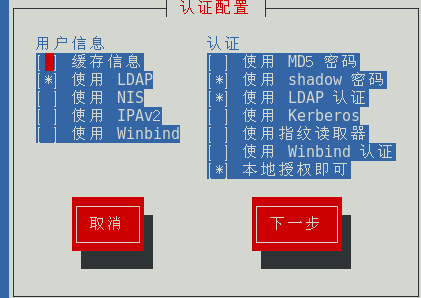 认证配置
用户信息
[ ] 缓存信息
[*] 使用 LDAP
[ ] 使用 NIS
[ ] 使用 IPAv2
[ ] 使用 Winbind
认证
[ ] 使用 MD5 密码
[*] 使用 shadow 密码
[*] 使用 LDAP 认证
[ ] 使用 Kerberos
[ ] 使用指纹读取器
[ ] 使用 Winbind 认证
[*] 本地授权即可
取消
下一步